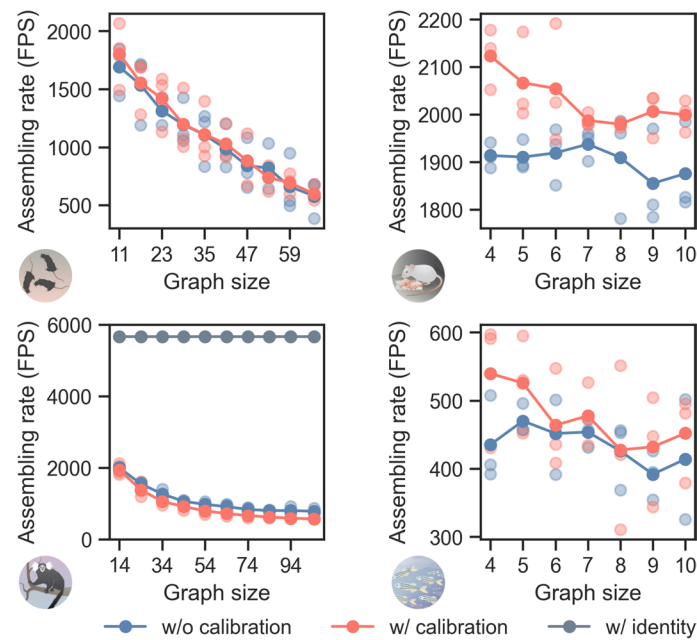 Assembling rate (FPS)
2000
1500
1000
500
11 23 35 47 59
Graph size
Assembling rate (FPS)
2200
2100
2000
1900
1800
4 5 6 7 8 9 10
Graph size
Assembling rate (FPS)
6000
4000
2000
0
14 34 54 74 94
Graph size
Assembling rate (FPS)
600
500
400
300
4 5 6 7 8 9 10
Graph size
w/o calibration w/ calibration w/ identity